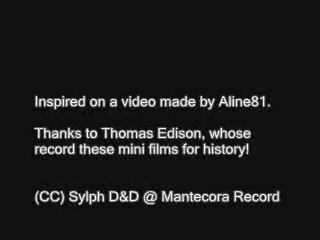 Inspired on a video made by Aline81.
Thanks to Thomas Edison, whose
record these mini films for history!
(CC) Sylph D&D @ Mantecora Record